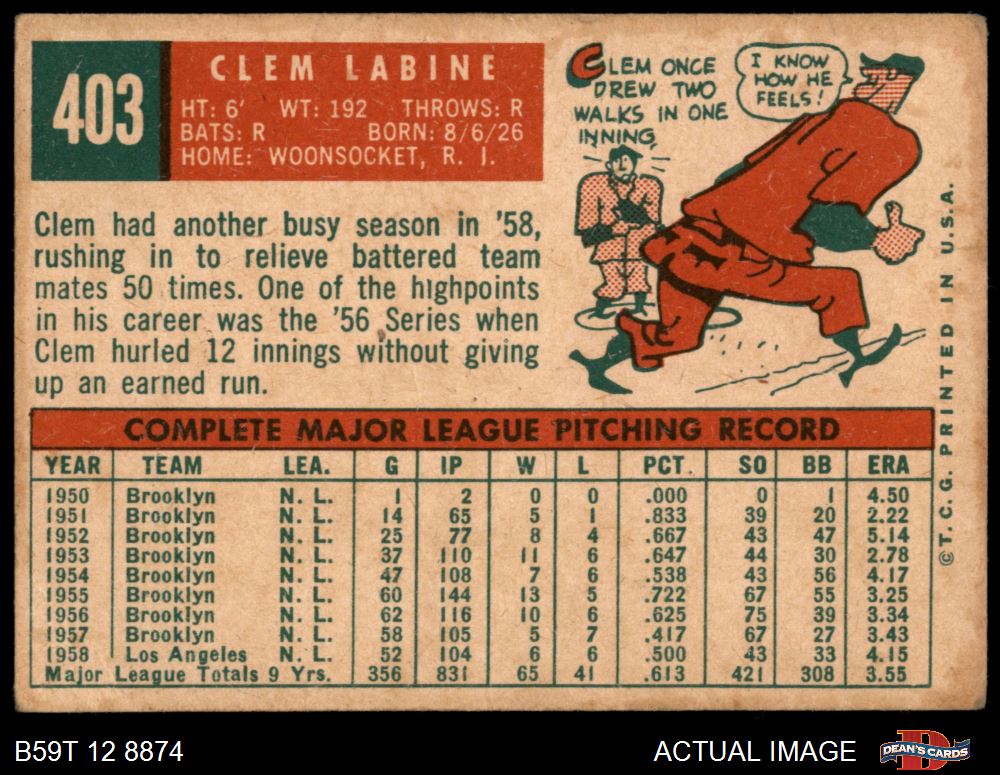 403
CLEM LABINE
HT: 6' WT: 192 THROWS: R
BATS: R BORN: 8/6/26
HOME: WOONSOCKET, R. I.
Clem had another busy season in '58,
rushing in to relieve battered team
mates 50 times. One of the highpoints
in his career was the '56 Series when
Clem hurled 12 innings without giving
up an earned run.
CLEM ONCE
DREW TWO
WALKS IN ONE
INNING.
I KNOW
HOW HE
FEELS!
COMPLETE MAJOR LEAGUE PITCHING RECORD
YEAR TEAM LEA. G IP W L PCT. SO BB ERA
1950 Brooklyn N. L. 1 2 0 0 .000 0 1 4.50
1951 Brooklyn N. L. 14 65 5 1 .833 39 20 2.22
1952 Brooklyn N. L. 25 77 8 4 .667 43 47 5.14
1953 Brooklyn N. L. 37 110 11 6 .647 44 30 2.78
1954 Brooklyn N. L. 47 108 7 6 .538 43 56 4.17
1955 Brooklyn N. L. 60 144 13 5 .722 67 55 3.25
1956 Brooklyn N. L. 62 116 10 6 .625 75 39 3.34
1957 Brooklyn N. L. 58 105 5 7 .417 67 27 3.43
1958 Los Angeles N. L. 52 104 6 6 .500 43 33 4.15
Major League Totals 9 Yrs. 356 831 65 41 .613 421 308 3.55
©T. C. G. PRINTED IN U.S.A.
B59T 12 8874
ACTUAL IMAGE
D
DEAN'S CARDS